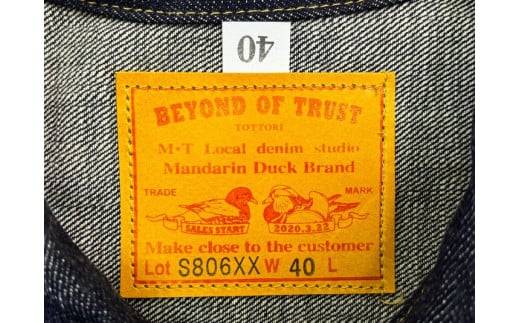 40
BEYOND OF TRUST
TOTTORI
M·T Local denim studio
Mandarin Duck Brand
TRADE MARK
SALES START 2020.3.22
Make close to the customer
Lot S806XX W 40 L